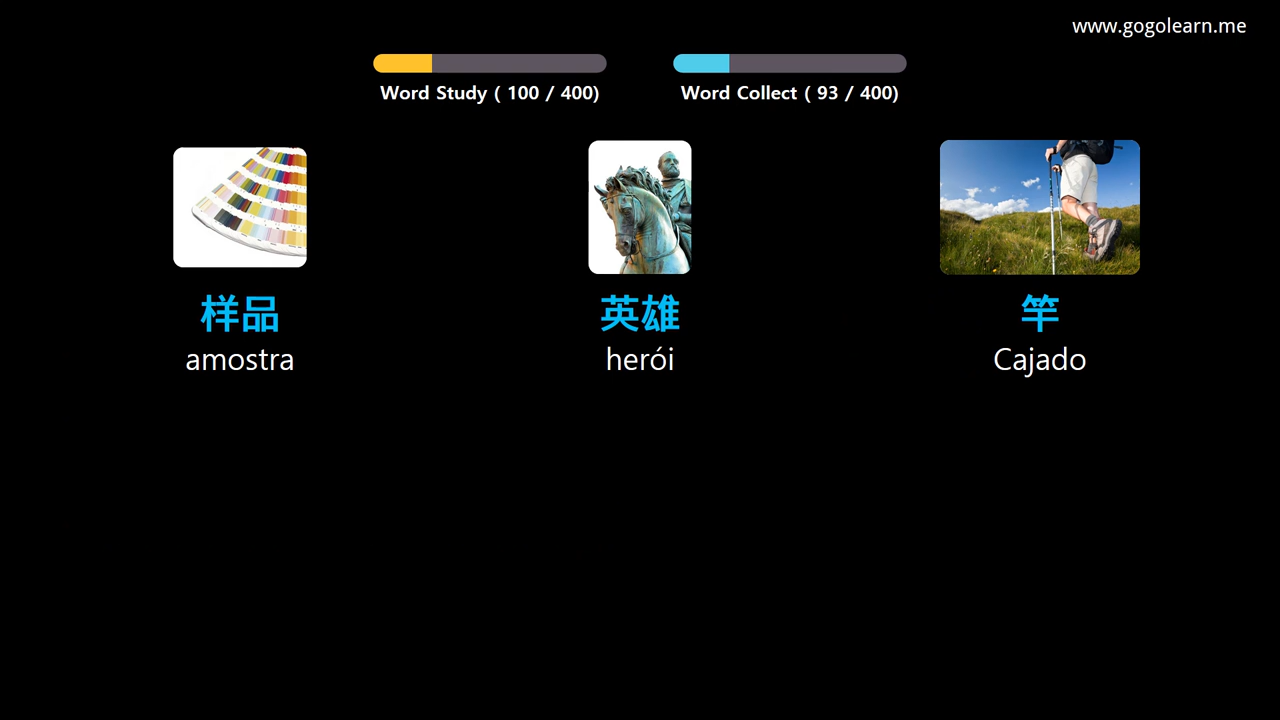 www.gogolearn.me
Word Study ( 100 / 400)
Word Collect ( 93 / 400)
样品
英雄
竿
amostra
herói
Cajado